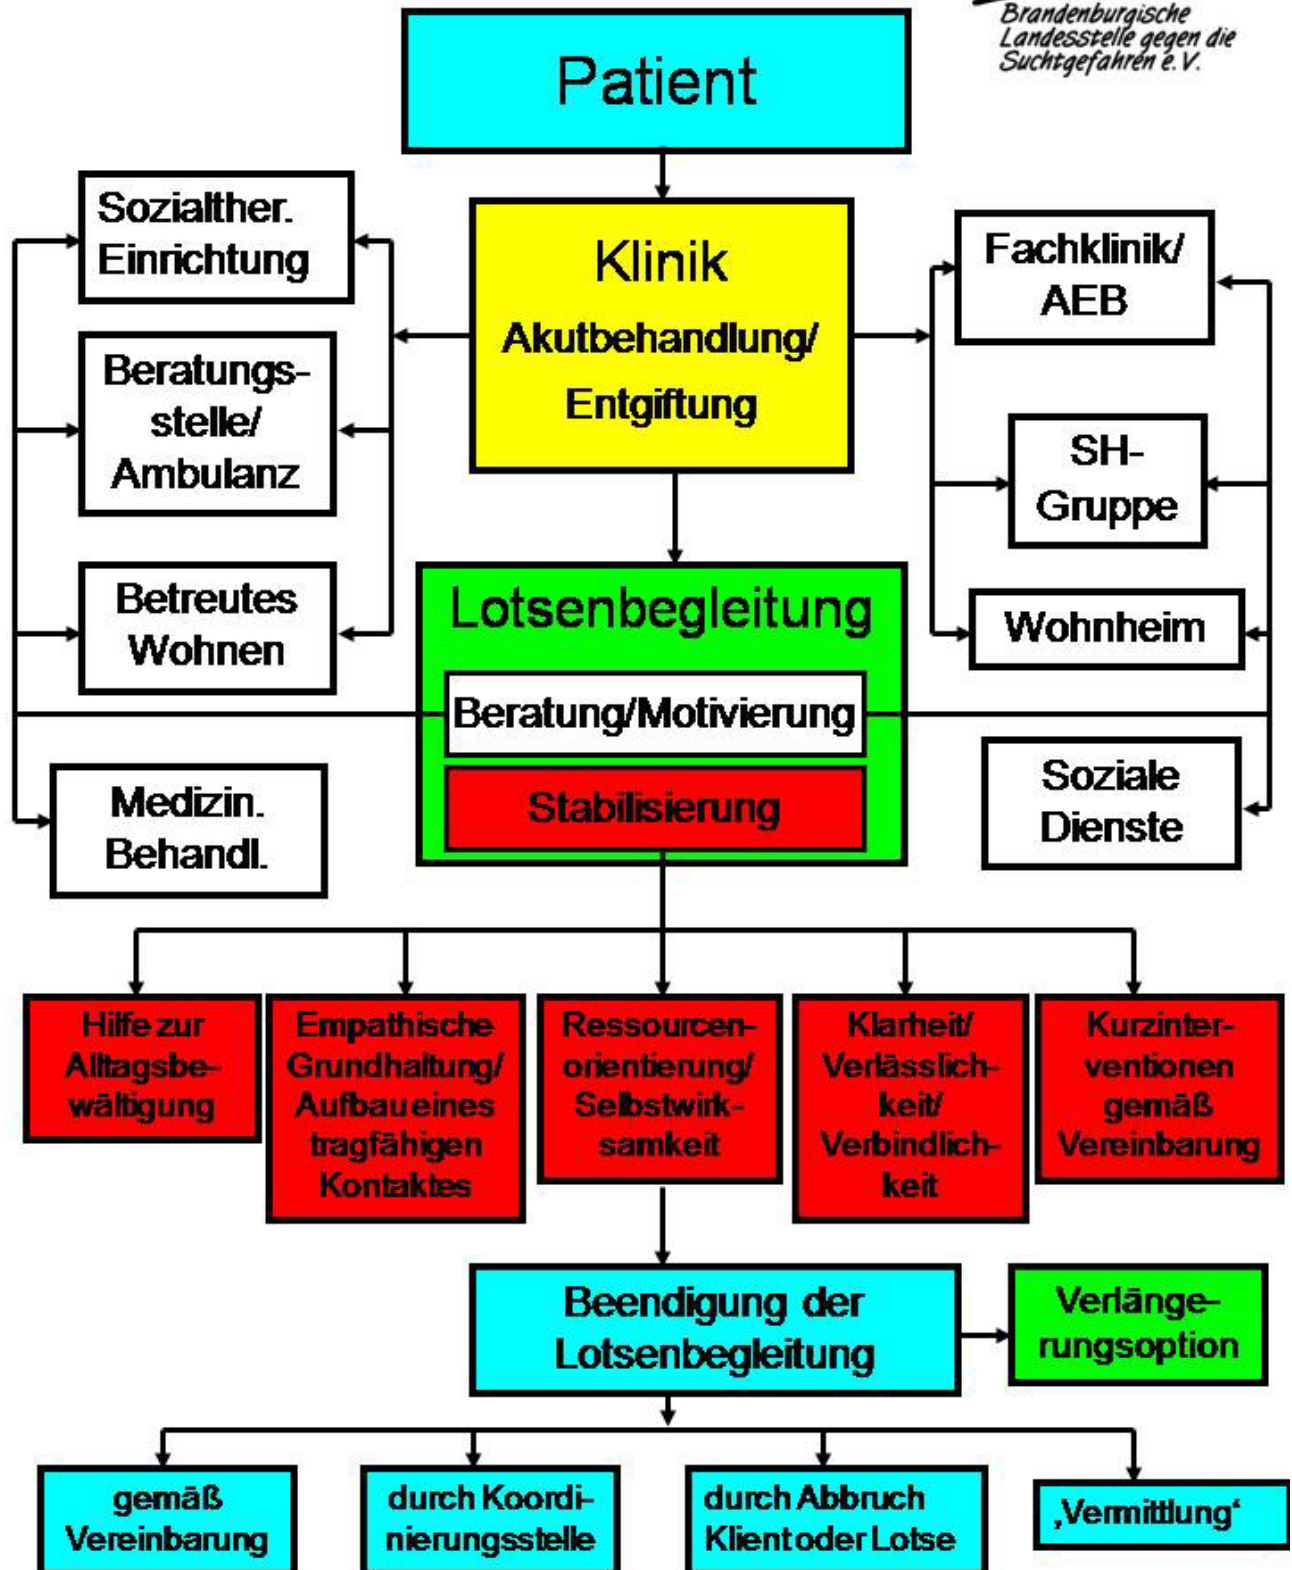 Brandenburgische
Landesstelle gegen die
Suchtgefahren e.V.
Patient
Klinik
Akutbehandlung/
Entgiftung
Sozialther.
Einrichtung
Beratungs-
stelle/
Ambulanz
Betreutes
Wohnen
Medizin.
Behandl.
Fachklinik/
AEB
SH-
Gruppe
Wohnheim
Soziale
Dienste
Lotsenbegleitung
Beratung/Motivierung
Stabilisierung
Hilfe zur
Alltagsbe-
wältigung
Empathische
Grundhaltung/
Aufbau eines
tragfähigen
Kontaktes
Ressourcen-
orientierung/
Selbstwirk-
samkeit
Klarheit/
Verlässlich-
keit/
Verbindlich-
keit
Kurzinter-
ventionen
gemäß
Vereinbarung
Beendigung der
Lotsenbegleitung
Verlänge-
rungsoption
gemäß
Vereinbarung
durch Koordi-
nierungsstelle
durch Abbruch
Klient oder Lotse
‚Vermittlung‘